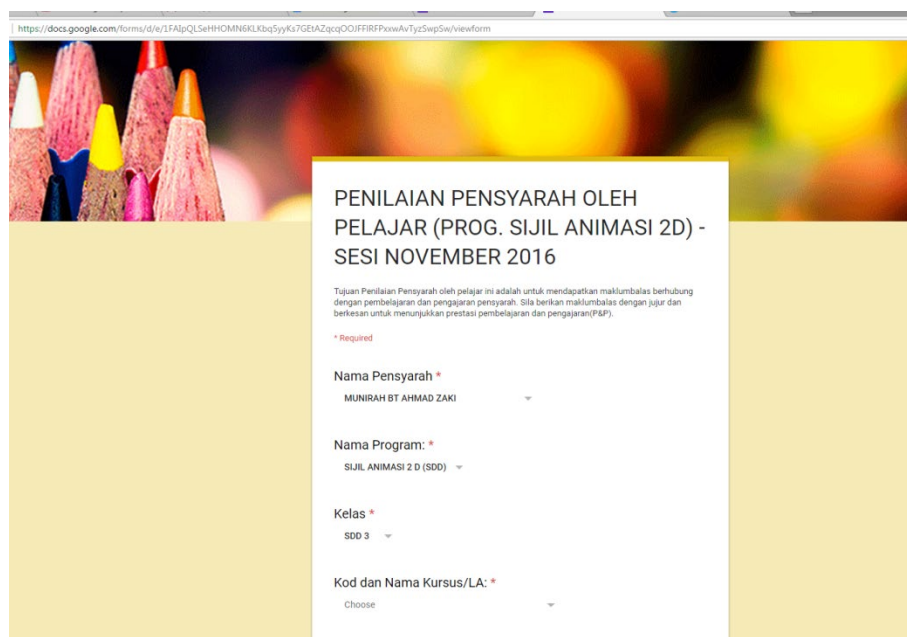 https://docs.google.com/forms/d/e/1FAIpQLSeHHOMN6KLKbq5yyKs7GEtAZqcqOOJFFIRFPxxwAvTyzSwpSw/viewform
PENILAIAN PENSYARAH OLEH
PELAJAR (PROG. SIJIL ANIMASI 2D) -
SESI NOVEMBER 2016
Tujuan Penilaian Pensyarah oleh pelajar ini adalah untuk mendapatkan maklumbalas berhubung
dengan pembelajaran dan pengajaran pensyarah. Sila berikan maklumbalas dengan jujur dan
berkesan untuk menunjukkan prestasi pembelajaran dan pengajaran(P&P).
* Required
Nama Pensyarah *
MUNIRAH BT AHMAD ZAKI
Nama Program: *
SIJIL ANIMASI 2 D (SDD)
Kelas *
SDD 3
Kod dan Nama Kursus/LA: *
Choose